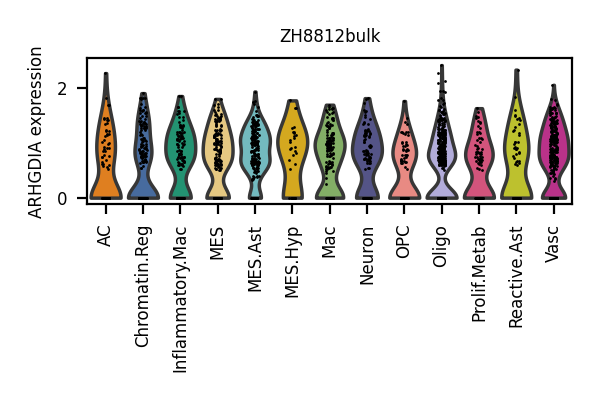 ZH8812bulk
ARHGDIA expression
2
0
AC
Chromatin.Reg
Inflammatory.Mac
MES
MES.Ast
MES.Hyp
Mac
Neuron
OPC
Oligo
Prolif.Metab
Reactive.Ast
Vasc